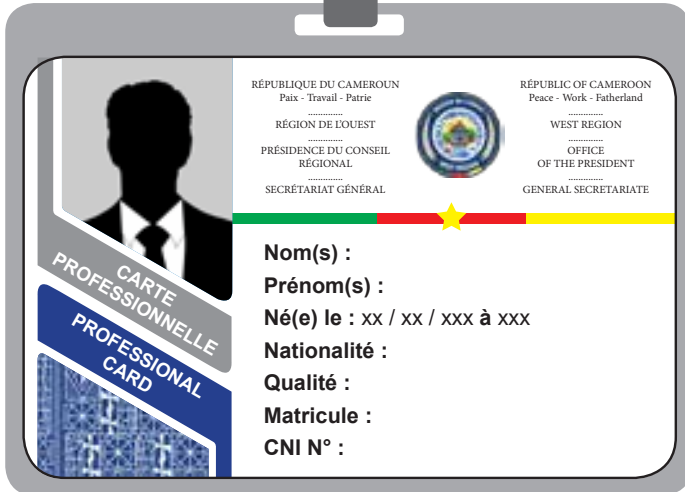 RÉPUBLIQUE DU CAMEROUN
Paix - Travail - Patrie
..............
RÉGION DE L'OUEST
..............
PRÉSIDENCE DU CONSEIL
RÉGIONAL
..............
SECRÉTARIAT GÉNÉRAL
RÉPUBLIC OF CAMEROON
Peace - Work - Fatherland
..............
WEST REGION
..............
OFFICE
OF THE PRESIDENT
..............
GENERAL SECRETARIATE
CARTE
PROFESSIONNELLE
PROFESSIONAL
CARD
Nom(s) :
Prénom(s) :
Né(e) le : xx / xx / xxx à xxx
Nationalité :
Qualité :
Matricule :
CNI N° :